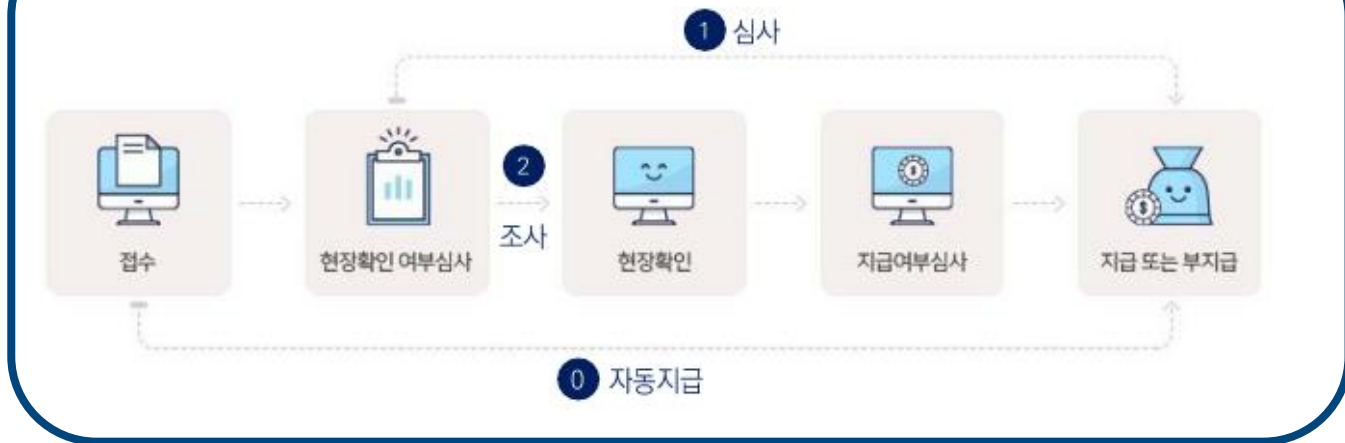 1 심사
2
조사
접수
현장확인 여부심사
현장확인
지급여부심사
지급 또는 부지급
0 자동지급